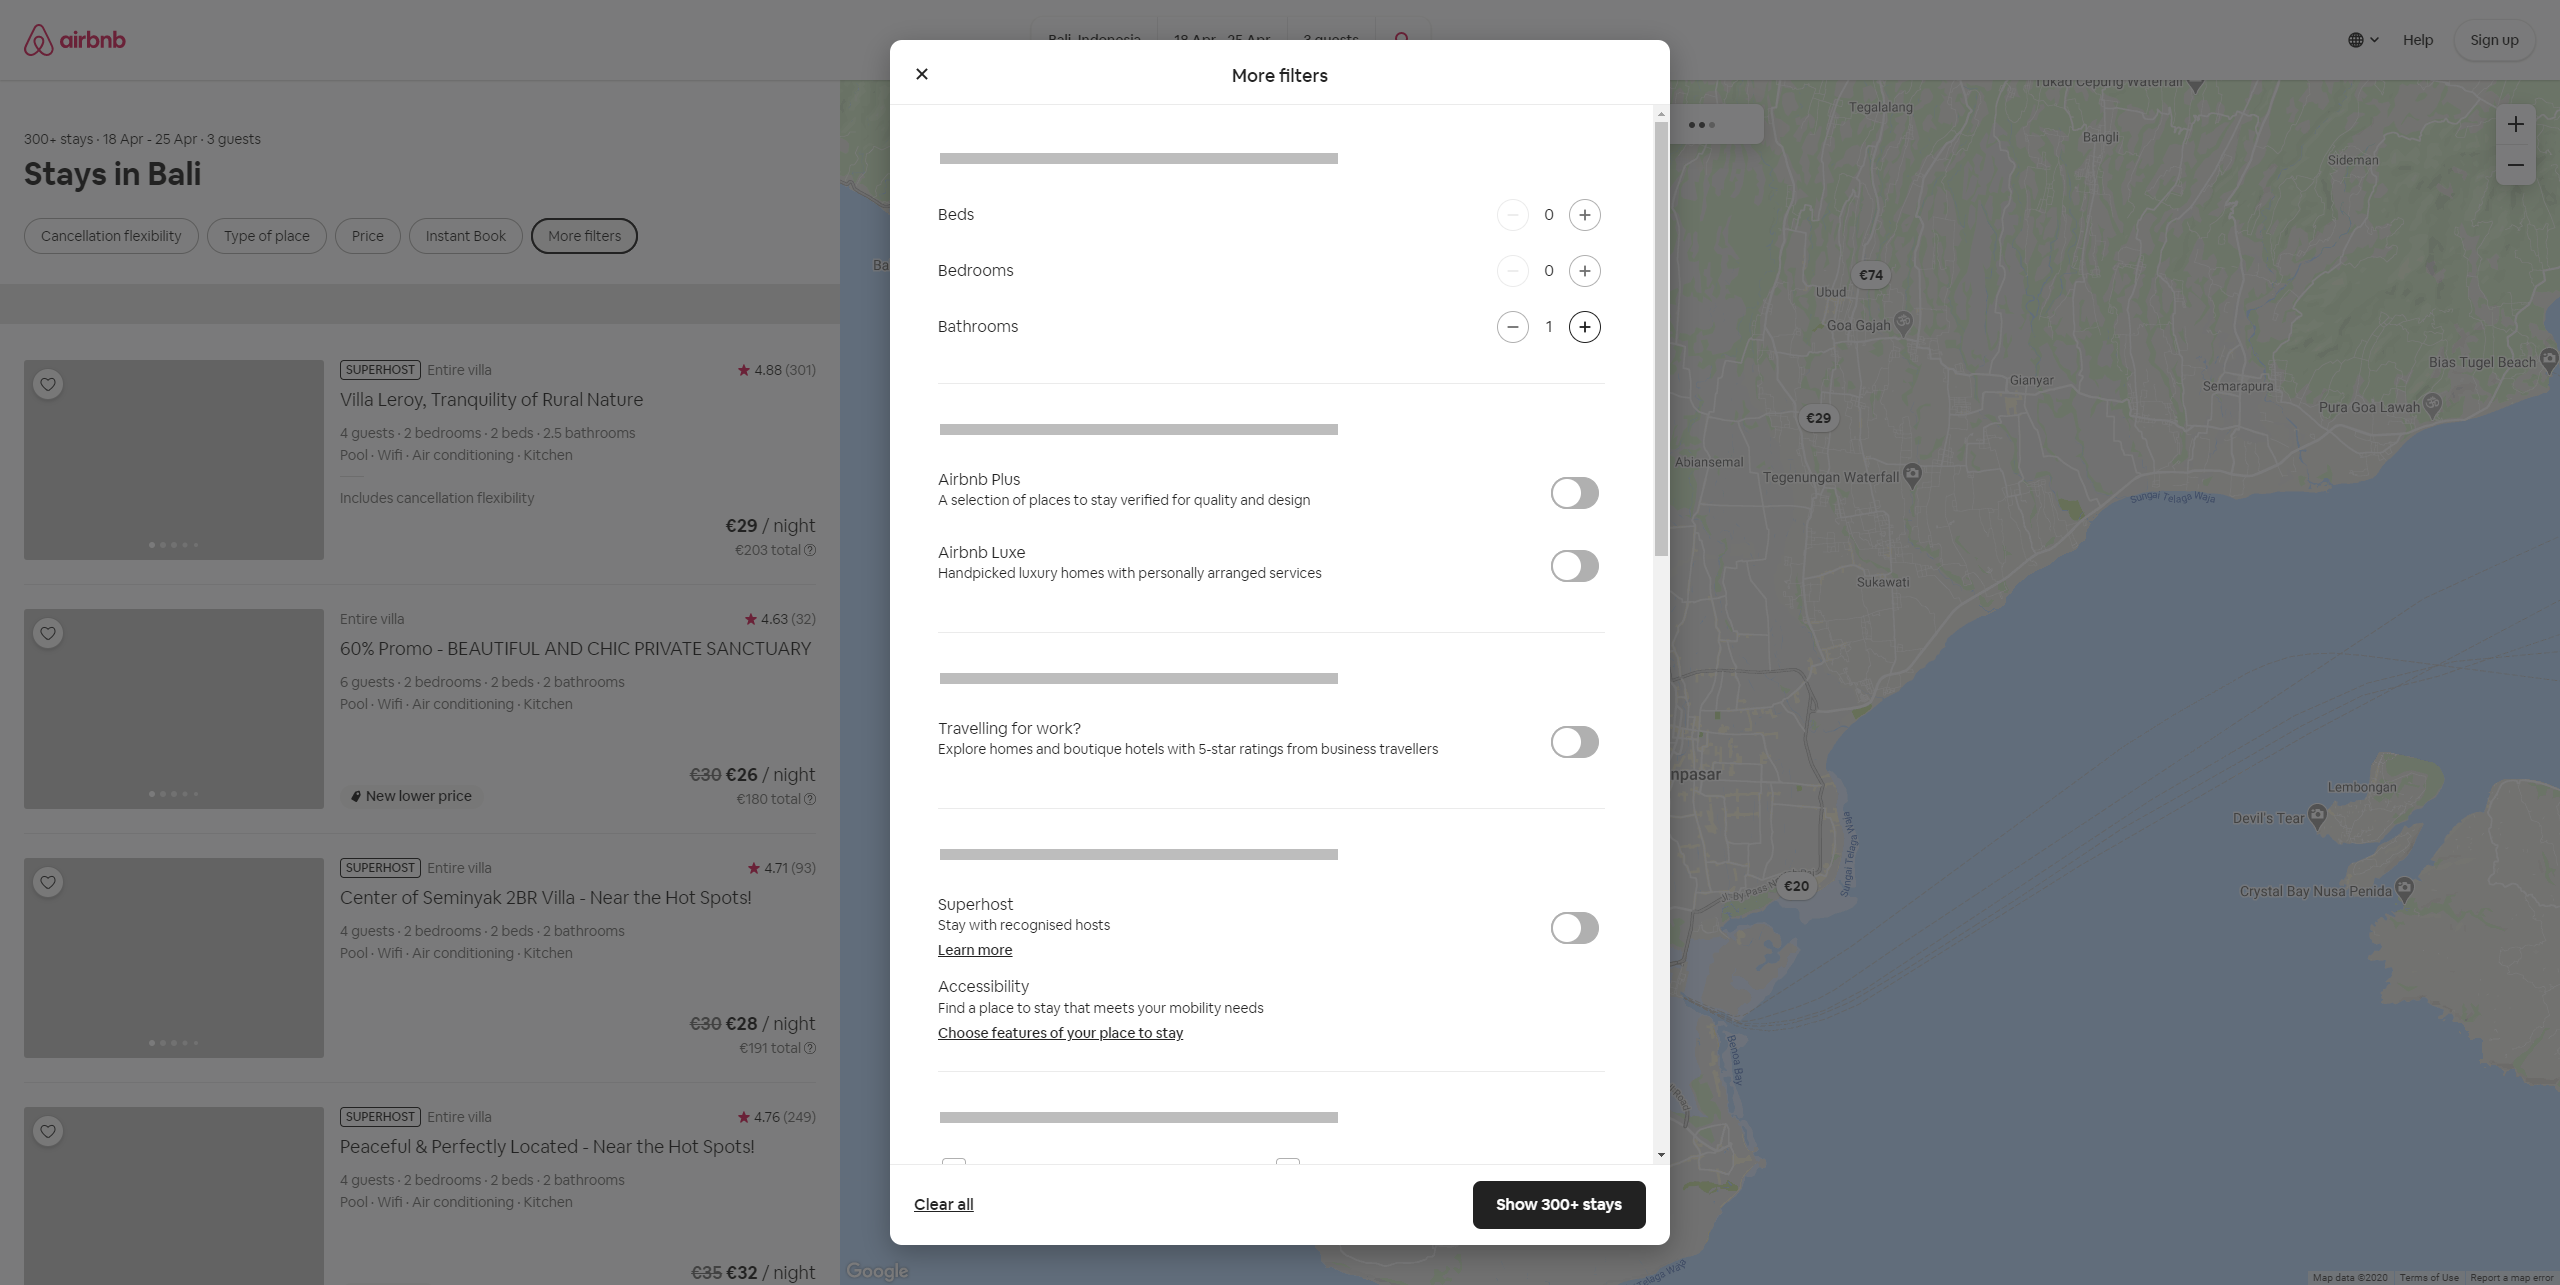 airbnb
Bali, Indonesia
18 Apr - 25 Apr
3 guests
Help
Sign up
300+ stays · 18 Apr - 25 Apr · 3 guests
Stays in Bali
Cancellation flexibility
Type of place
Price
Instant Book
More filters
SUPERHOST Entire villa
4.88 (301)
Villa Leroy, Tranquility of Rural Nature
4 guests · 2 bedrooms · 2 beds · 2.5 bathrooms
Pool · Wifi · Air conditioning · Kitchen
Includes cancellation flexibility
€29 / night
€203 total
Entire villa
4.63 (32)
60% Promo - BEAUTIFUL AND CHIC PRIVATE SANCTUARY
6 guests · 2 bedrooms · 2 beds · 2 bathrooms
Pool · Wifi · Air conditioning · Kitchen
New lower price
€30 €26 / night
€180 total
SUPERHOST Entire villa
4.71 (93)
Center of Seminyak 2BR Villa - Near the Hot Spots!
4 guests · 2 bedrooms · 2 beds · 2 bathrooms
Pool · Wifi · Air conditioning · Kitchen
€30 €28 / night
€191 total
SUPERHOST Entire villa
4.76 (249)
Peaceful & Perfectly Located - Near the Hot Spots!
4 guests · 2 bedrooms · 2 beds · 2 bathrooms
Pool · Wifi · Air conditioning · Kitchen
€35 €32 / night
More filters
Beds
0
Bedrooms
0
Bathrooms
1
Airbnb Plus
A selection of places to stay verified for quality and design
Airbnb Luxe
Handpicked luxury homes with personally arranged services
Travelling for work?
Explore homes and boutique hotels with 5-star ratings from business travellers
Superhost
Stay with recognised hosts
Learn more
Accessibility
Find a place to stay that meets your mobility needs
Choose features of your place to stay
Clear all
Show 300+ stays
Tukad Cepung Waterfall
Tegalalang
Bangli
Sideman
€74
Ubud
Goa Gajah
Bias Tugel Beach
Gianyar
Semarapura
Pura Goa Lawah
€29
Abiansemal
Tegenungan Waterfall
Sungai Telaga Waja
Sukawati
npasar
Lembongan
Devil's Tear
Sungai Telaga Waja
€20
Crystal Bay Nusa Penida
Benoa Bay
Ba
Google
Map data ©2020
Terms of Use
Report a map error